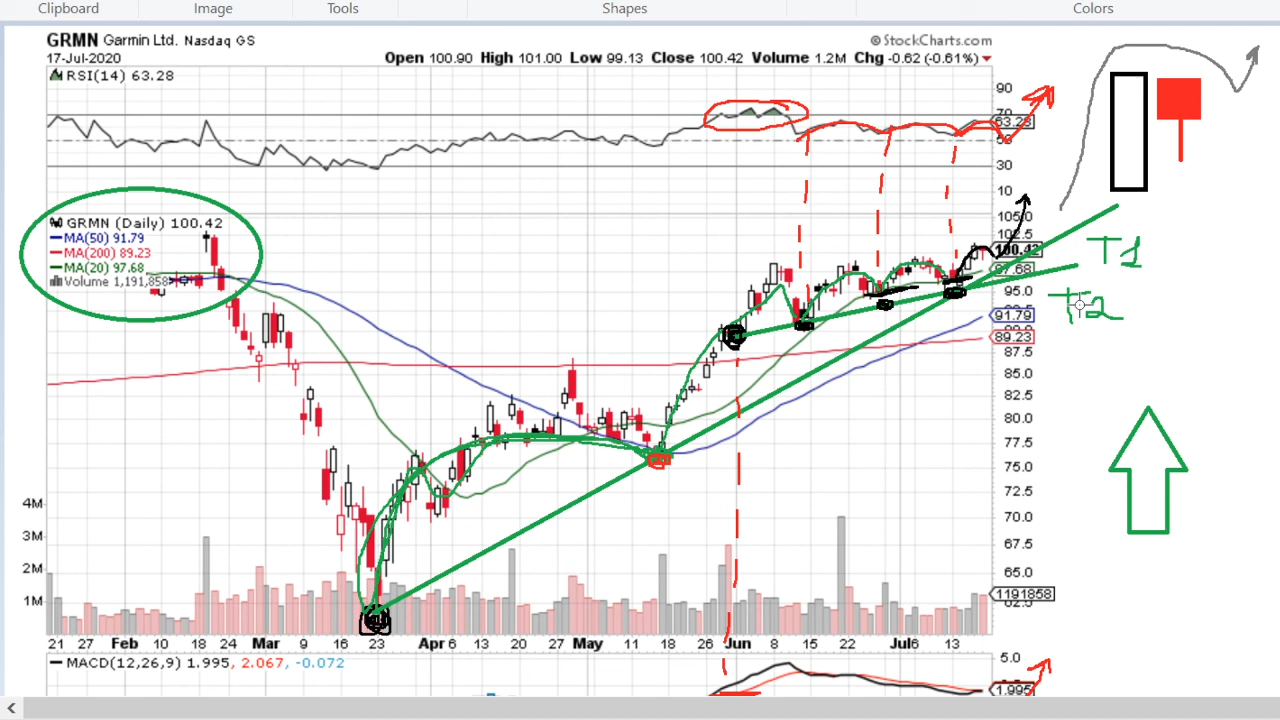 Clipboard Image Tools Shapes Colors
GRMN Garmin Ltd. Nasdaq GS
© StockCharts.com
17-Jul-2020
Open 100.90 High 101.00 Low 99.13 Close 100.42 Volume 1.2M Chg -0.62 (-0.61%)
RSI(14) 63.28
90
70
63.28
50
30
10
GRMN (Daily) 100.42
MA(50) 91.79
MA(200) 89.23
MA(20) 97.68
Volume 1,191,858
105.0
102.5
100.42
97.68
95.0
91.79
89.23
87.5
85.0
82.5
80.0
77.5
75.0
72.5
70.0
67.5
65.0
62.5
1191858
4M
3M
2M
1M
T1
T2
21 27 Feb 10 18 24 Mar 9 16 23 Apr 6 13 20 27 May 11 18 26 Jun 8 15 22 Jul 6 13
MACD(12,26,9) 1.995, 2.067, -0.072
5.0
1.995